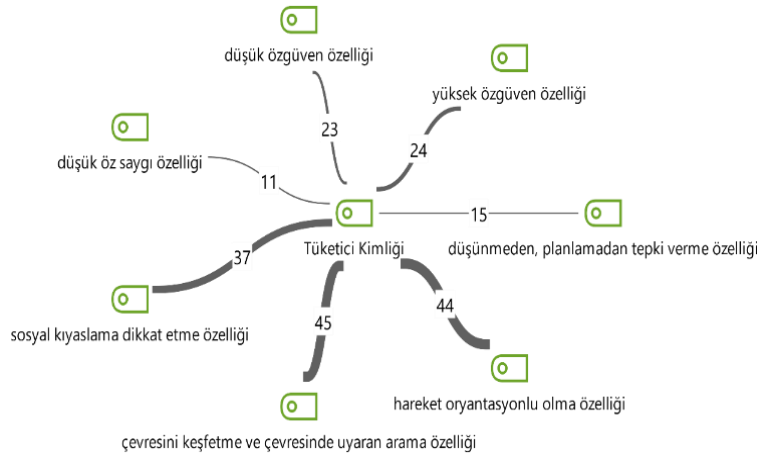 düşük özgüven özelliği
yüksek özgüven özelliği
23
24
düşük öz saygı özelliği
11
15
Tüketici Kimliği
düşünmeden, planlamadan tepki verme özelliği
37
sosyal kıyaslama dikkat etme özelliği
45
44
hareket oryantasyonlu olma özelliği
çevresini keşfetme ve çevresinde uyaran arama özelliği